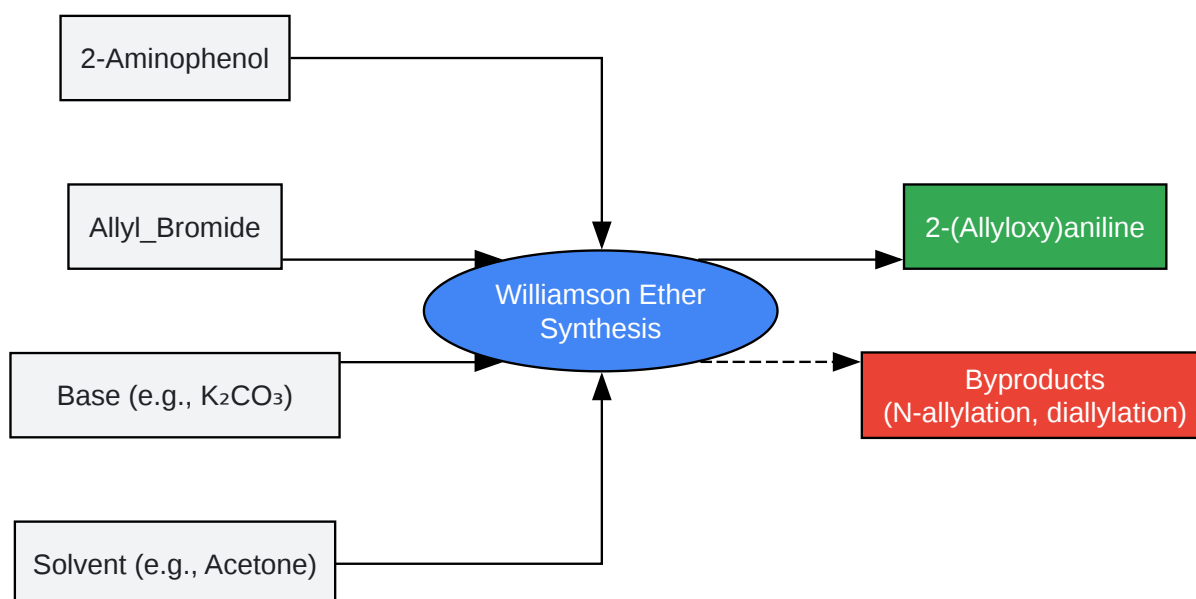 2-Aminophenol
Allyl_Bromide
2-(Allyloxy)aniline
Williamson Ether
Synthesis
Base (e.g., K₂CO₃)
Byproducts
(N-allylation, diallylation)
Solvent (e.g., Acetone)